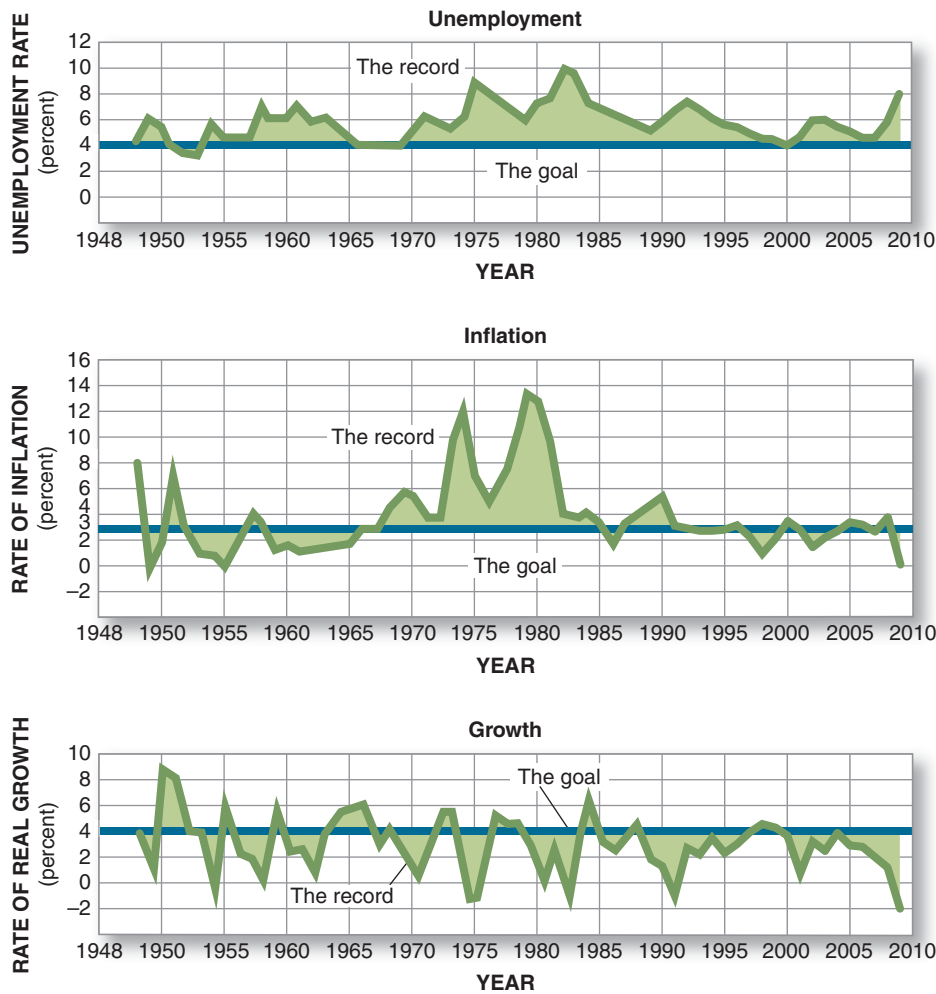 Unemployment
UNEMPLOYMENT RATE
(percent)
12
10
8
6
4
2
0
The record
The goal
1948 1950 1955 1960 1965 1970 1975 1980 1985 1990 1995 2000 2005 2010
YEAR
Inflation
RATE OF INFLATION
(percent)
16
14
12
10
8
6
4
3
2
0
–2
The record
The goal
1948 1950 1955 1960 1965 1970 1975 1980 1985 1990 1995 2000 2005 2010
YEAR
Growth
RATE OF REAL GROWTH
(percent)
10
8
6
4
2
0
–2
The goal
The record
1948 1950 1955 1960 1965 1970 1975 1980 1985 1990 1995 2000 2005 2010
YEAR